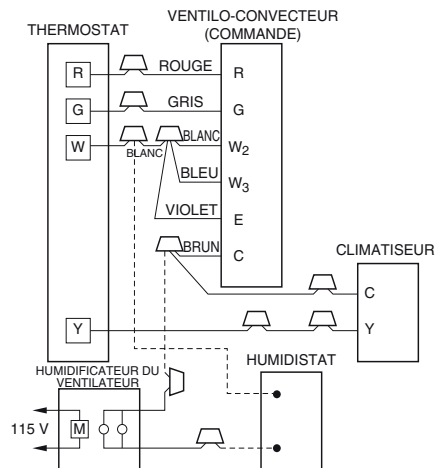 VENTILO-CONVECTEUR
(COMMANDE)
THERMOSTAT
R
ROUGE
R
G
GRIS
G
W
BLANC
BLANC
W2
BLEU
W3
VIOLET
E
BRUN
C
CLIMATISEUR
C
Y
Y
HUMIDIFICATEUR DU
VENTILATEUR
HUMIDISTAT
115 V
M